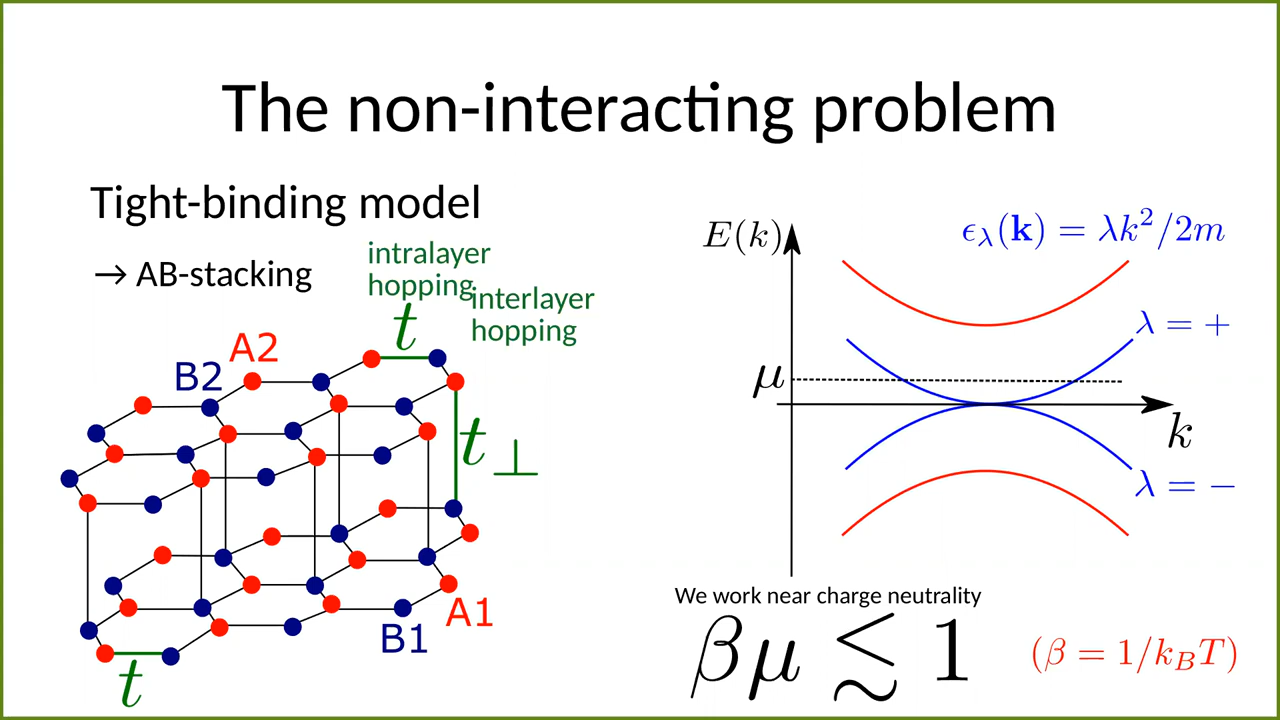 The non-interacting problem
Tight-binding model
→ AB-stacking
intralayer
hopping
interlayer
hopping
t
A2
B2
t⊥
A1
B1
t
E(k)
ϵλ(k) = λk²/2m
λ = +
μ
k
λ = −
We work near charge neutrality
βμ ≲ 1
(β = 1/k_BT)